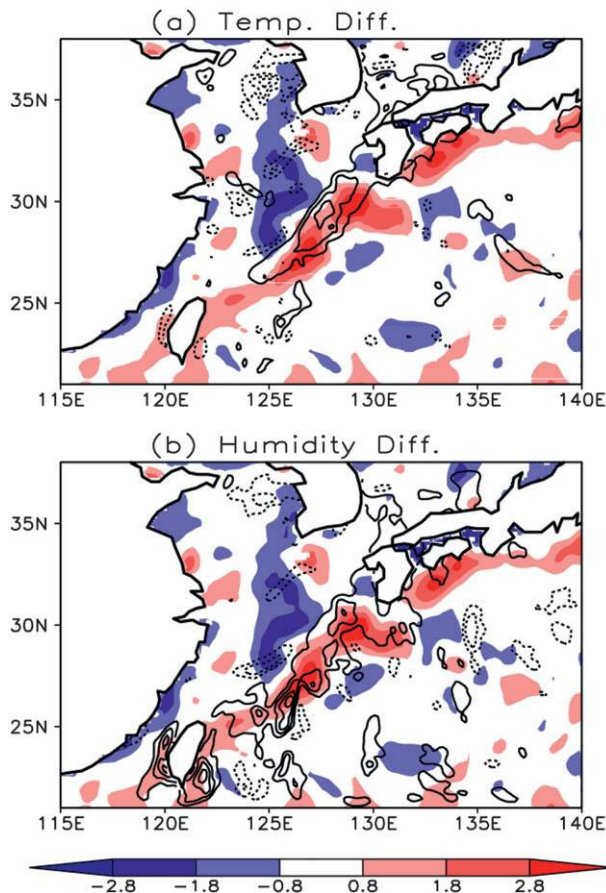 (a) Temp. Diff.
35N
30N
25N
115E 120E 125E 130E 135E 140E
(b) Humidity Diff.
35N
30N
25N
115E 120E 125E 130E 135E 140E
-2.8 -1.8 -0.8 0.8 1.8 2.8